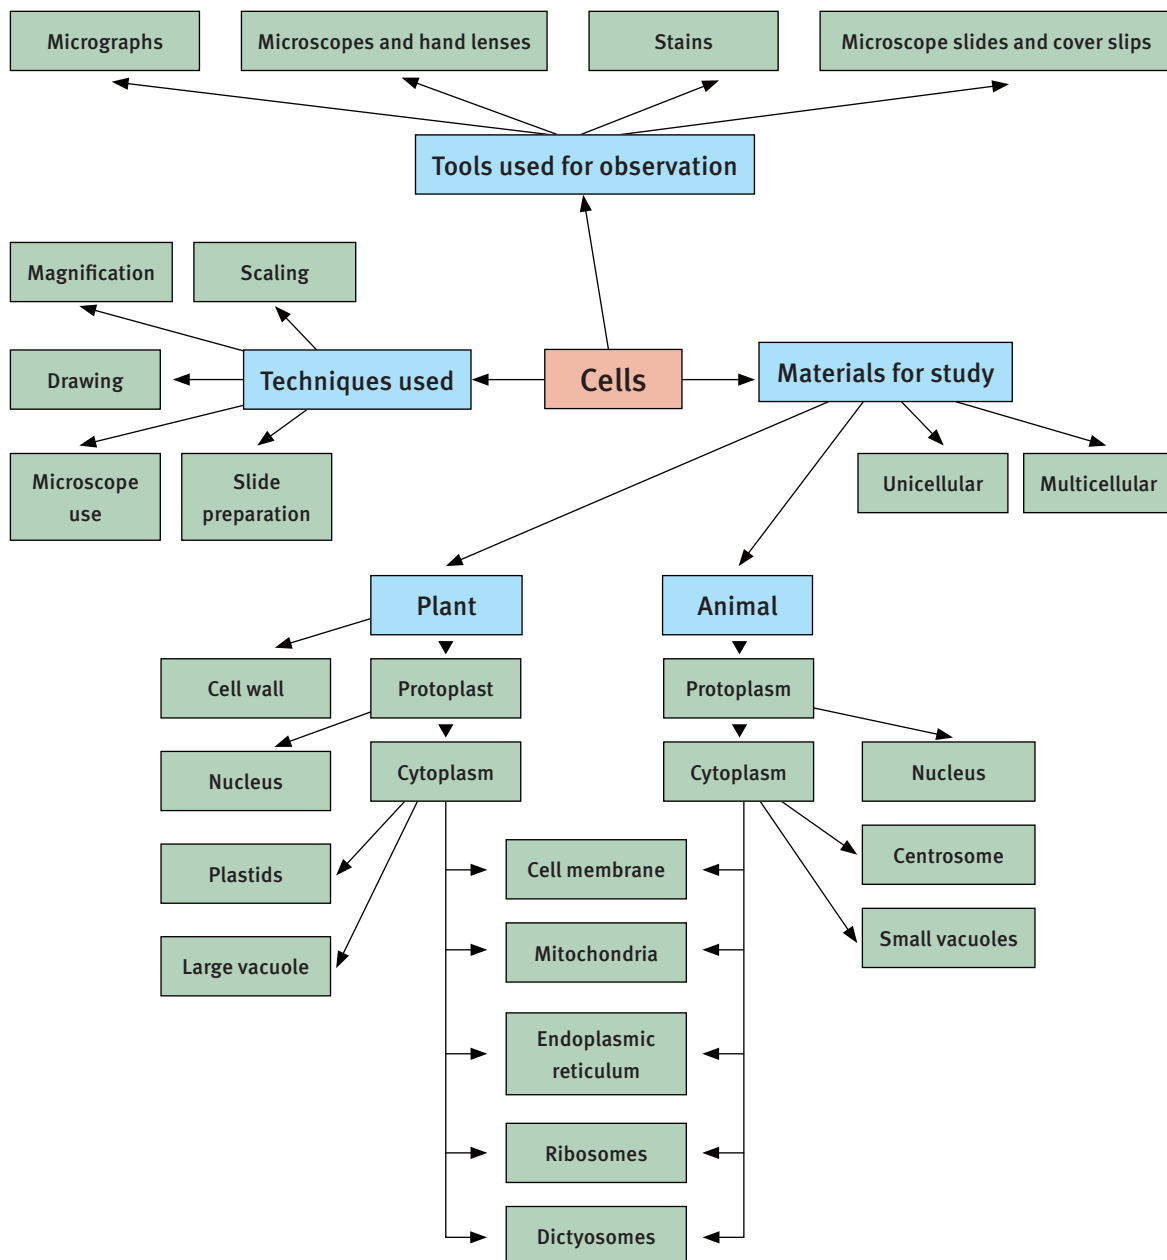 Micrographs
Microscopes and hand lenses
Stains
Microscope slides and cover slips
Tools used for observation
Magnification
Scaling
Drawing
Techniques used
Cells
Materials for study
Microscope
use
Slide
preparation
Unicellular
Multicellular
Plant
Animal
Cell wall
Protoplast
Protoplasm
Nucleus
Cytoplasm
Cytoplasm
Nucleus
Plastids
Cell membrane
Centrosome
Large vacuole
Mitochondria
Small vacuoles
Endoplasmic
reticulum
Ribosomes
Dictyosomes